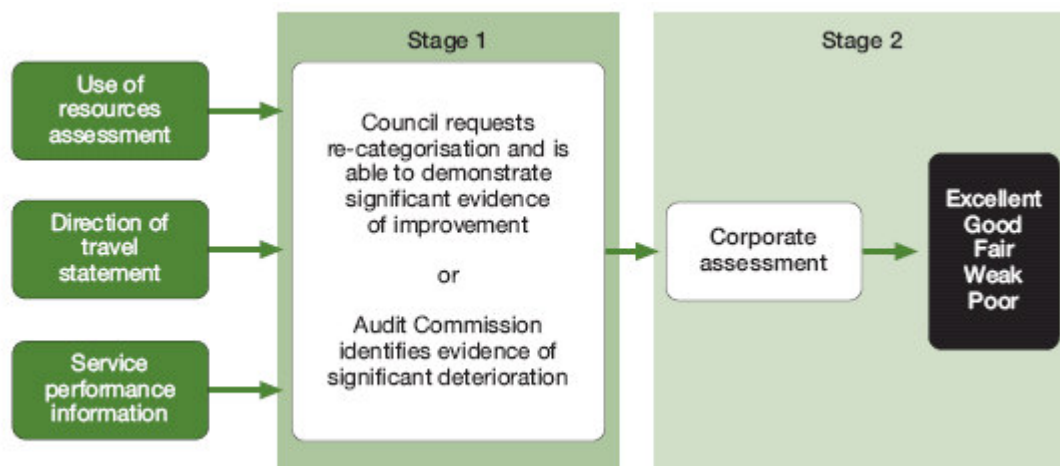 Stage 1
Stage 2
Use of
resources
assessment
Direction of
travel
statement
Service
performance
information
Council requests
re-categorisation and is
able to demonstrate
significant evidence
of improvement
or
Audit Commission
identifies evidence of
significant deterioration
Corporate
assessment
Excellent
Good
Fair
Weak
Poor